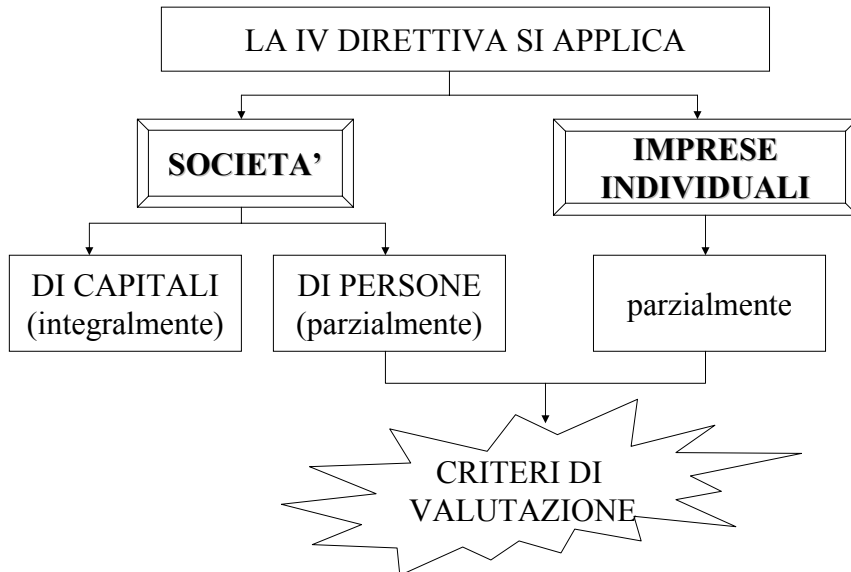 LA IV DIRETTIVA SI APPLICA
SOCIETA’
IMPRESE
INDIVIDUALI
DI CAPITALI
(integralmente)
DI PERSONE
(parzialmente)
parzialmente
CRITERI DI
VALUTAZIONE